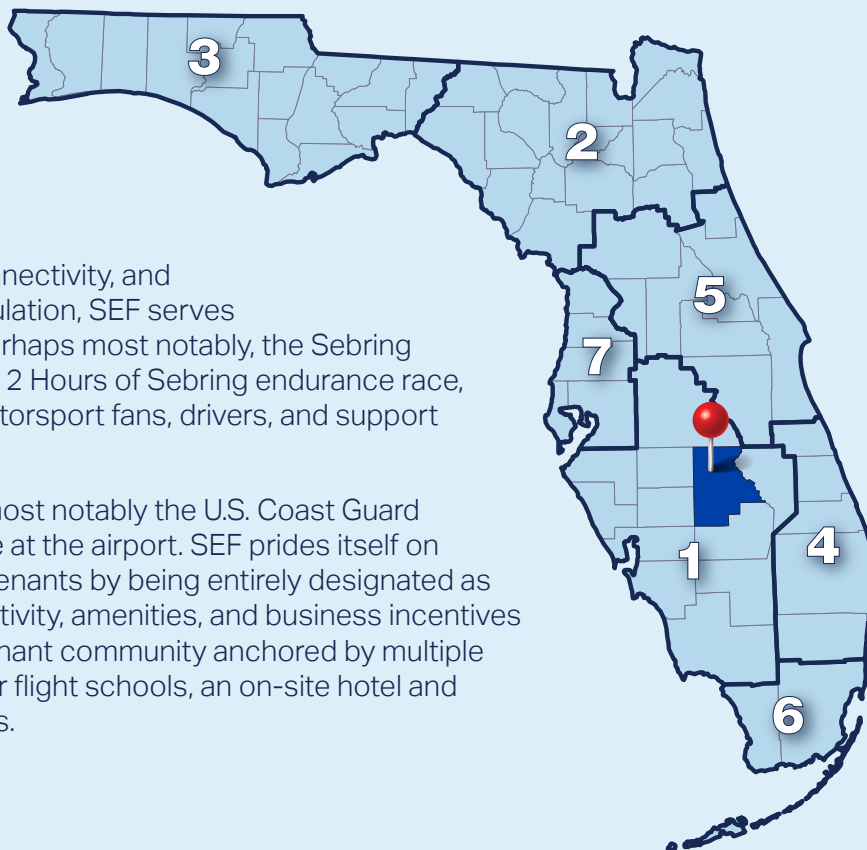 3
2
nnectivity, and
ulation, SEF serves
rhaps most notably, the Sebring
2 Hours of Sebring endurance race,
torsport fans, drivers, and support
5
7
most notably the U.S. Coast Guard
e at the airport. SEF prides itself on
enants by being entirely designated as
tivity, amenities, and business incentives
nant community anchored by multiple
r flight schools, an on-site hotel and
s.
1
4
6